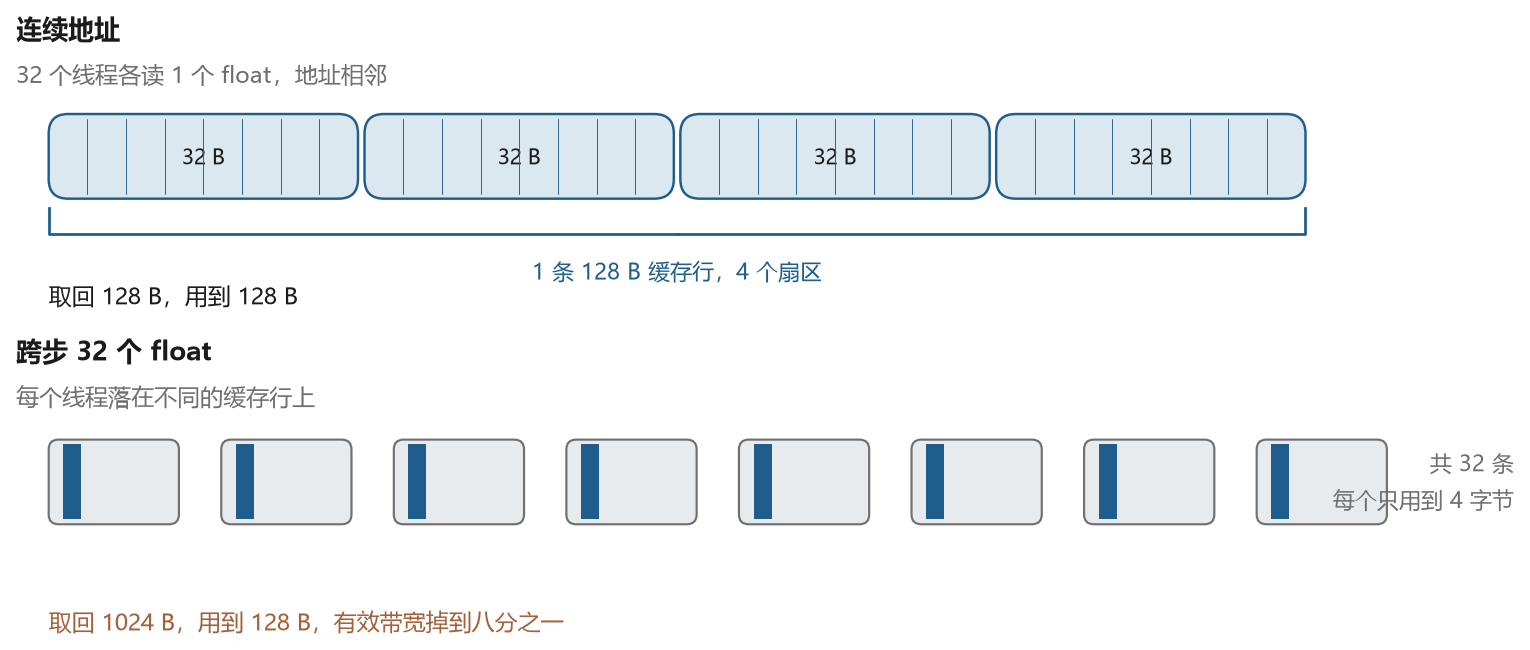 连续地址
32 个线程各读 1 个 float，地址相邻
32 B
32 B
32 B
32 B
1 条 128 B 缓存行，4 个扇区
取回 128 B，用到 128 B
跨步 32 个 float
每个线程落在不同的缓存行上
共 32 条
每个只用到 4 字节
取回 1024 B，用到 128 B，有效带宽掉到八分之一